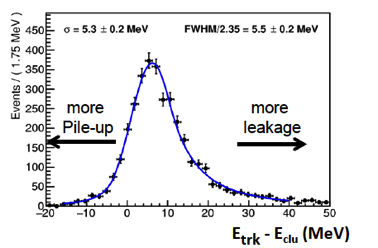 σ = 5.3 ± 0.2 MeV
FWHM/2.35 = 5.5 ± 0.2 MeV
Events / ( 1.75 MeV )
450
400
350
300
250
200
150
100
50
0
more
Pile-up
more
leakage
−20 −10 0 10 20 30 40 50
E_trk - E_clu (MeV)